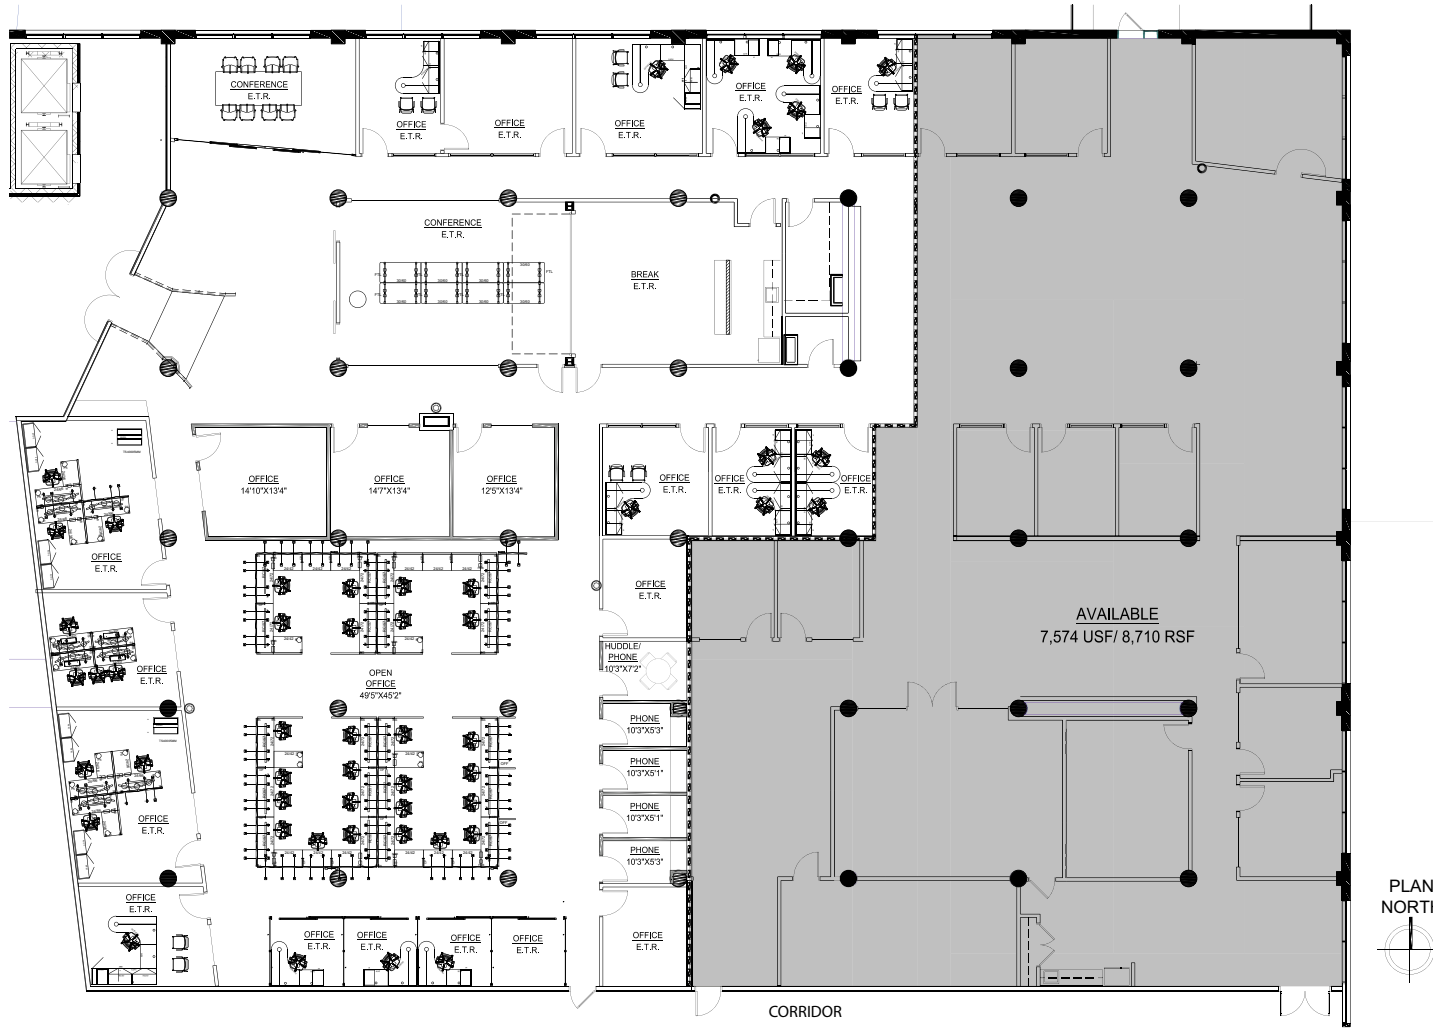 CONFERENCE
E.T.R.
OFFICE
E.T.R.
OFFICE
E.T.R.
OFFICE
E.T.R.
OFFICE
E.T.R.
OFFICE
E.T.R.
CONFERENCE
E.T.R.
BREAK
E.T.R.
OFFICE
14'10"X13'4"
OFFICE
14'7"X13'4"
OFFICE
12'5"X13'4"
OFFICE
E.T.R.
OFFICE
E.T.R.
OFFICE
E.T.R.
OFFICE
E.T.R.
OFFICE
E.T.R.
AVAILABLE
7,574 USF/ 8,710 RSF
HUDDLE/
PHONE
10'3"X7'2"
OFFICE
E.T.R.
OPEN
OFFICE
49'5"X45'2"
PHONE
10'3"X5'3"
PHONE
10'3"X5'1"
PHONE
10'3"X5'1"
OFFICE
E.T.R.
PHONE
10'3"X5'3"
OFFICE
E.T.R.
OFFICE
E.T.R.
OFFICE
E.T.R.
OFFICE
E.T.R.
OFFICE
E.T.R.
OFFICE
E.T.R.
PLAN
NORTH
CORRIDOR